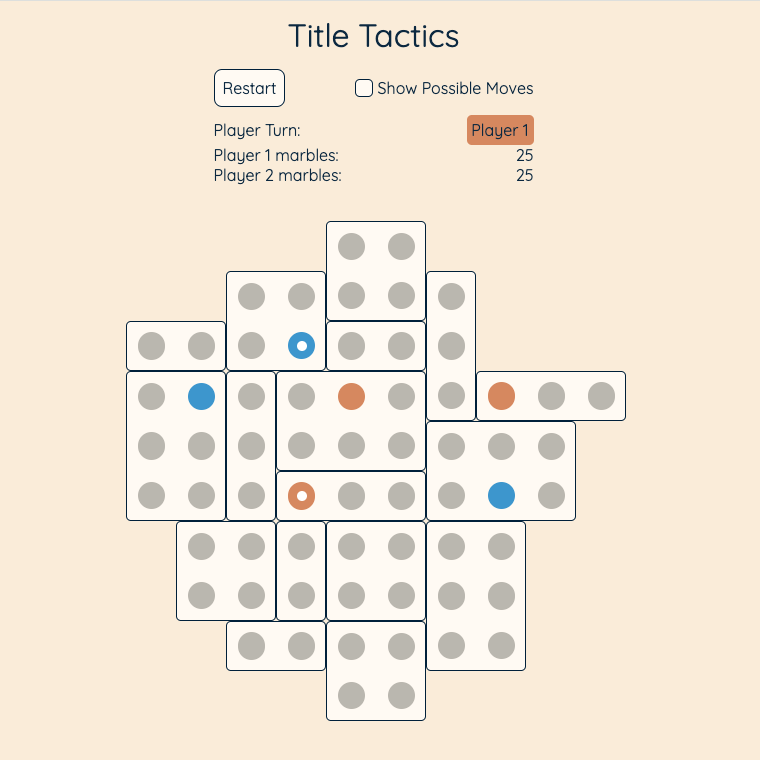 Title Tactics
Restart
Show Possible Moves
Player Turn: Player 1
Player 1 marbles: 25
Player 2 marbles: 25